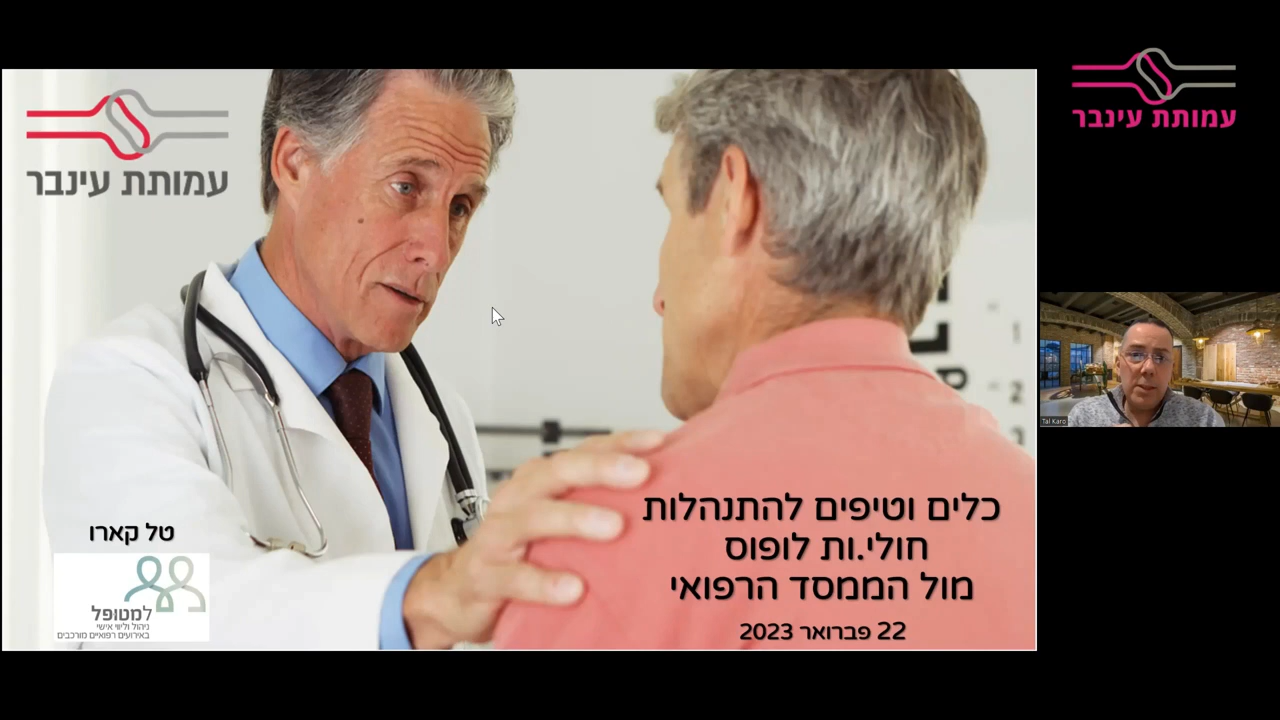 עמותת עינבר
עמותת עינבר
כלים וטיפים להתנהלות
חולי.ות לופוס
מול הממסד הרפואי
22 פברואר 2023
טל קארו
למטופל
ניהול וליווי אישי
באירועים רפואיים מורכבים
Tal Karo